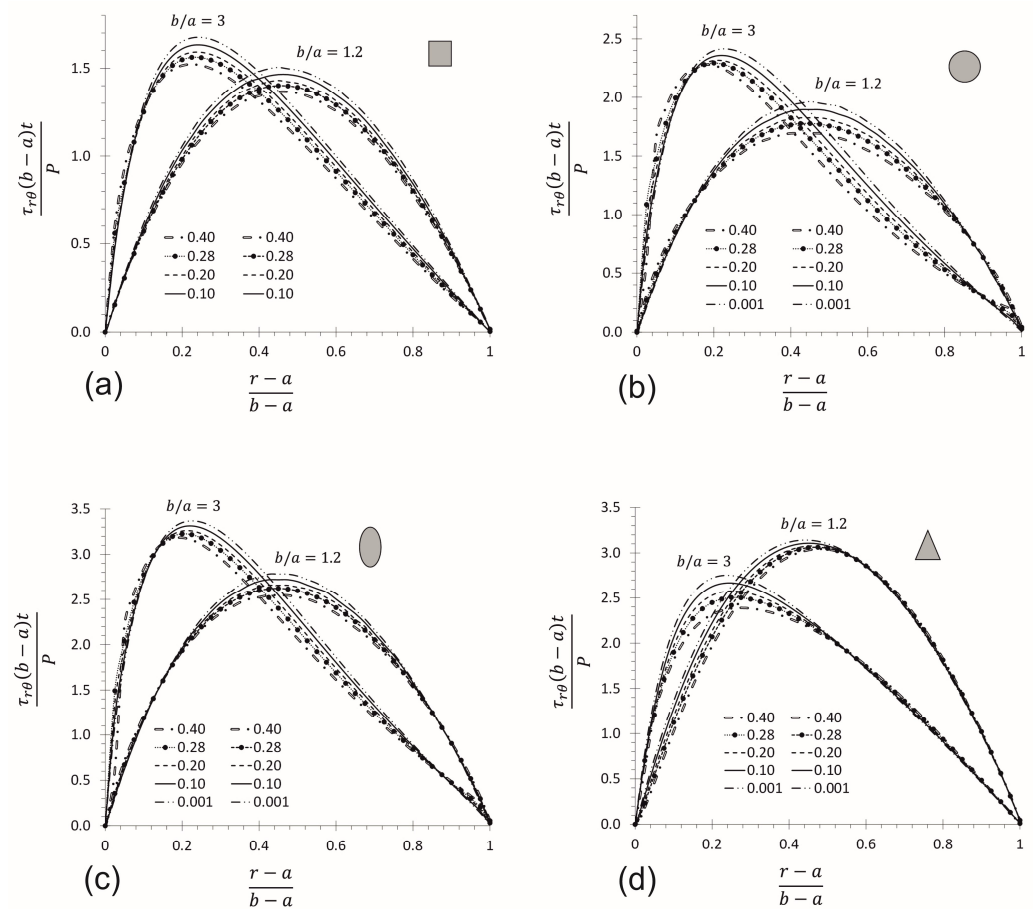 b/a = 3
b/a = 1.2
τ_rθ(b − a)t
P
1.5
1.0
0.5
0.0
0.40 0.40
0.28 0.28
0.20 0.20
0.10 0.10
0 0.2 0.4 0.6 0.8 1
(a)
r − a
b − a
b/a = 3
b/a = 1.2
τ_rθ(b − a)t
P
2.5
2.0
1.5
1.0
0.5
0.0
0.40 0.40
0.28 0.28
0.20 0.20
0.10 0.10
0.001 0.001
0 0.2 0.4 0.6 0.8 1
(b)
r − a
b − a
b/a = 3
b/a = 1.2
τ_rθ(b − a)t
P
3.5
3.0
2.5
2.0
1.5
1.0
0.5
0.0
0.40 0.40
0.28 0.28
0.20 0.20
0.10 0.10
0.001 0.001
0 0.2 0.4 0.6 0.8 1
(c)
r − a
b − a
b/a = 1.2
b/a = 3
τ_rθ(b − a)t
P
3.5
3.0
2.5
2.0
1.5
1.0
0.5
0.0
0.40 0.40
0.28 0.28
0.20 0.20
0.10 0.10
0.001 0.001
0 0.2 0.4 0.6 0.8 1
(d)
r − a
b − a